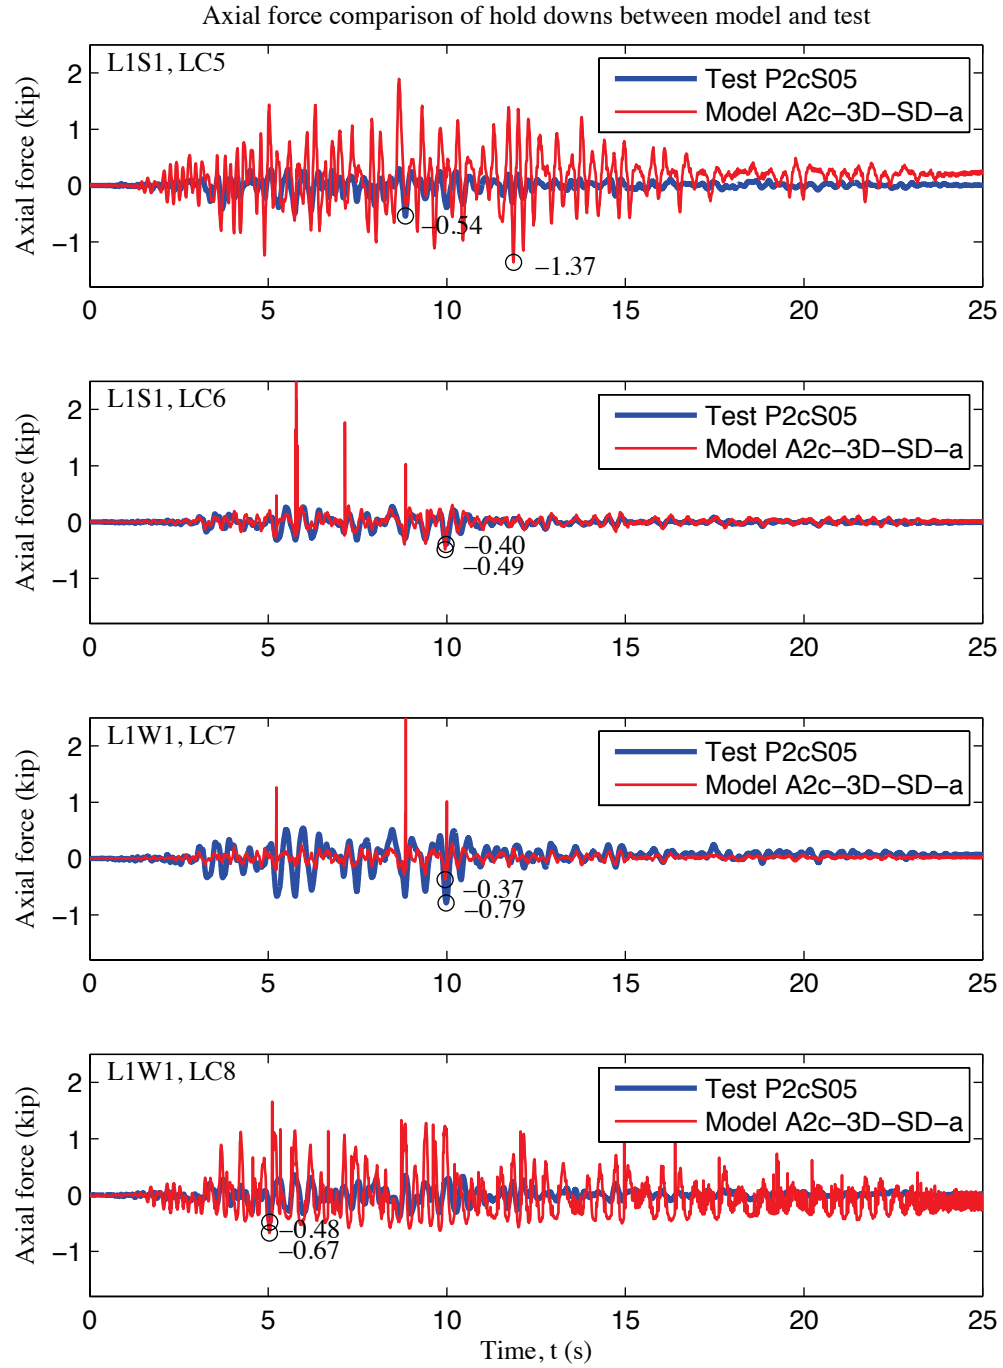 Axial force comparison of hold downs between model and test
L1S1, LC5
Test P2cS05
Model A2c−3D−SD−a
Axial force (kip)
2
1
0
−1
−0.54
−1.37
0 5 10 15 20 25
L1S1, LC6
Test P2cS05
Model A2c−3D−SD−a
Axial force (kip)
2
1
0
−1
−0.40
−0.49
0 5 10 15 20 25
L1W1, LC7
Test P2cS05
Model A2c−3D−SD−a
Axial force (kip)
2
1
0
−1
−0.37
−0.79
0 5 10 15 20 25
L1W1, LC8
Test P2cS05
Model A2c−3D−SD−a
Axial force (kip)
2
1
0
−1
−0.48
−0.67
0 5 10 15 20 25
Time, t (s)